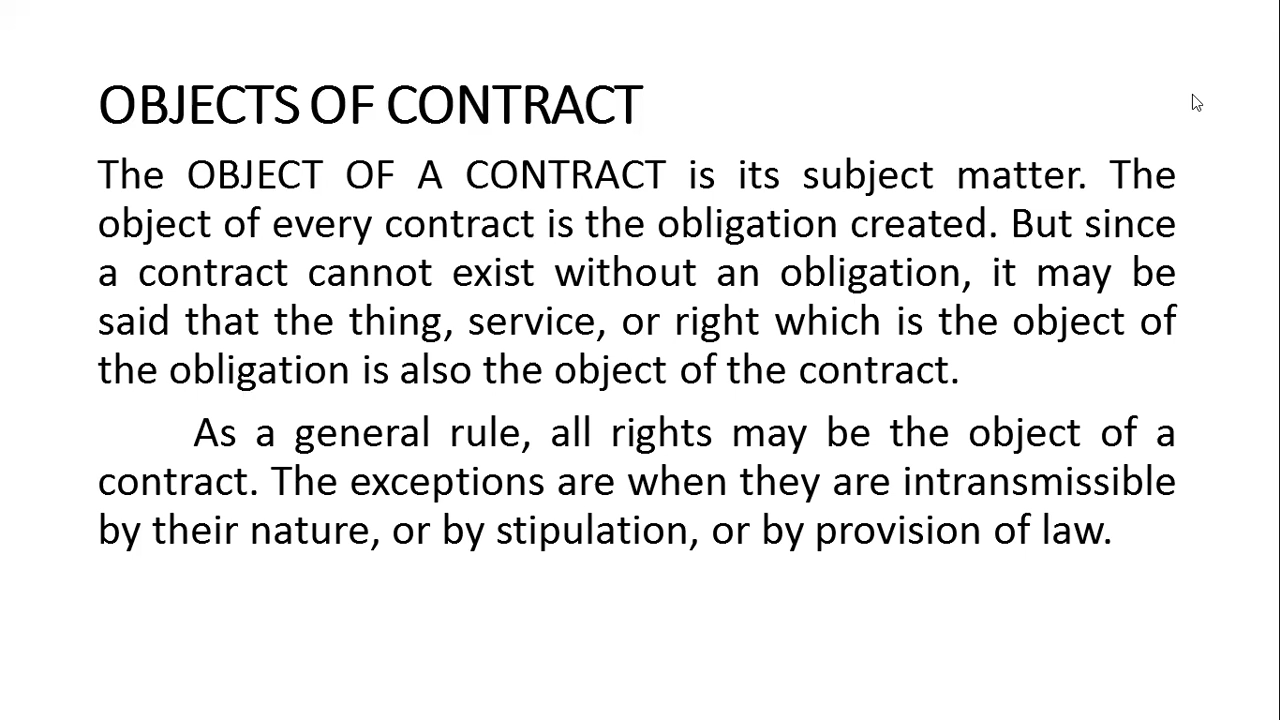 OBJECTS OF CONTRACT
The OBJECT OF A CONTRACT is its subject matter. The
object of every contract is the obligation created. But since
a contract cannot exist without an obligation, it may be
said that the thing, service, or right which is the object of
the obligation is also the object of the contract.
As a general rule, all rights may be the object of a
contract. The exceptions are when they are intransmissible
by their nature, or by stipulation, or by provision of law.